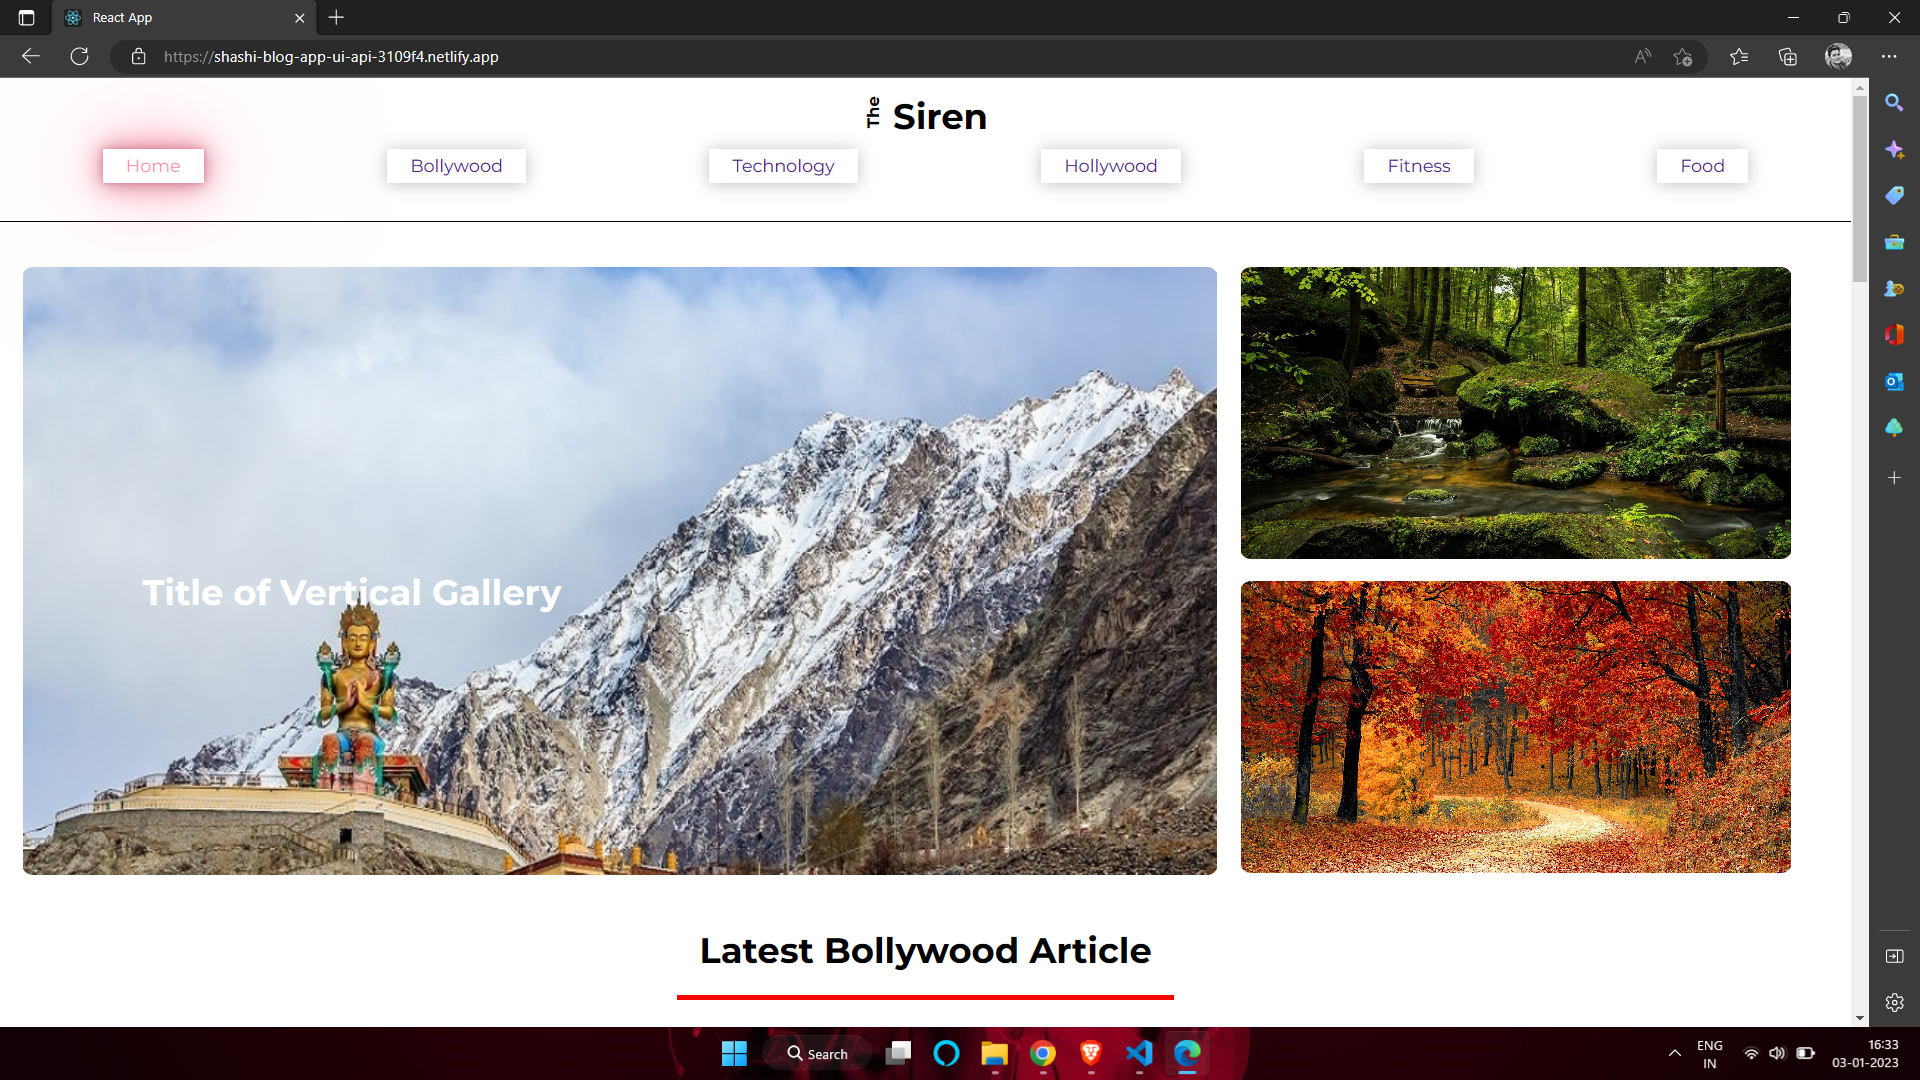 React App
https://shashi-blog-app-ui-api-3109f4.netlify.app
The Siren
Home Bollywood Technology Hollywood Fitness Food
Title of Vertical Gallery
Latest Bollywood Article
Search
ENG
IN
16:33
03-01-2023